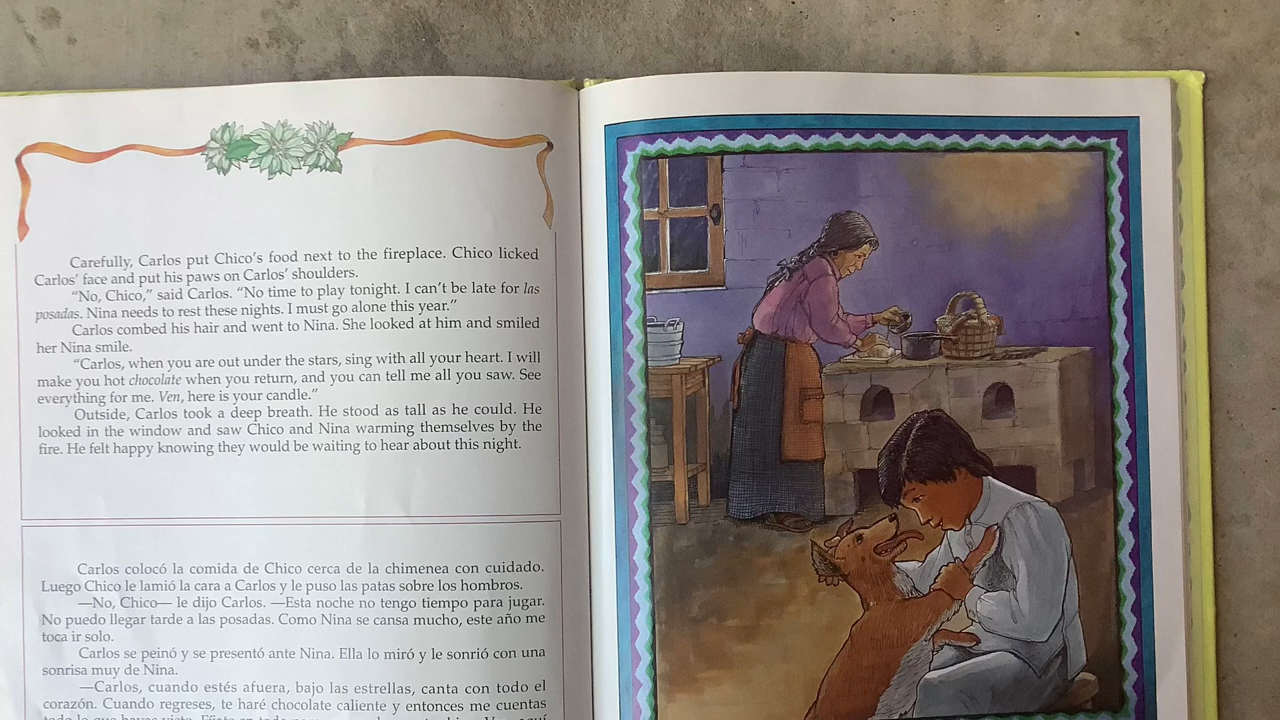 Carefully, Carlos put Chico's food next to the fireplace. Chico licked
Carlos' face and put his paws on Carlos' shoulders.
"No, Chico," said Carlos. "No time to play tonight. I can't be late for las
posadas. Nina needs to rest these nights. I must go alone this year."
Carlos combed his hair and went to Nina. She looked at him and smiled
her Nina smile.
"Carlos, when you are out under the stars, sing with all your heart. I will
make you hot chocolate when you return, and you can tell me all you saw. See
everything for me. Ven, here is your candle."
Outside, Carlos took a deep breath. He stood as tall as he could. He
looked in the window and saw Chico and Nina warming themselves by the
fire. He felt happy knowing they would be waiting to hear about this night.
Carlos colocó la comida de Chico cerca de la chimenea con cuidado.
Luego Chico le lamió la cara a Carlos y le puso las patas sobre los hombros.
—No, Chico— le dijo Carlos. —Esta noche no tengo tiempo para jugar.
No puedo llegar tarde a las posadas. Como Nina se cansa mucho, este año me
toca ir solo.
Carlos se peinó y se presentó ante Nina. Ella lo miró y le sonrió con una
sonrisa muy de Nina.
—Carlos, cuando estés afuera, bajo las estrellas, canta con todo el
corazón. Cuando regreses, te haré chocolate caliente y entonces me cuentas